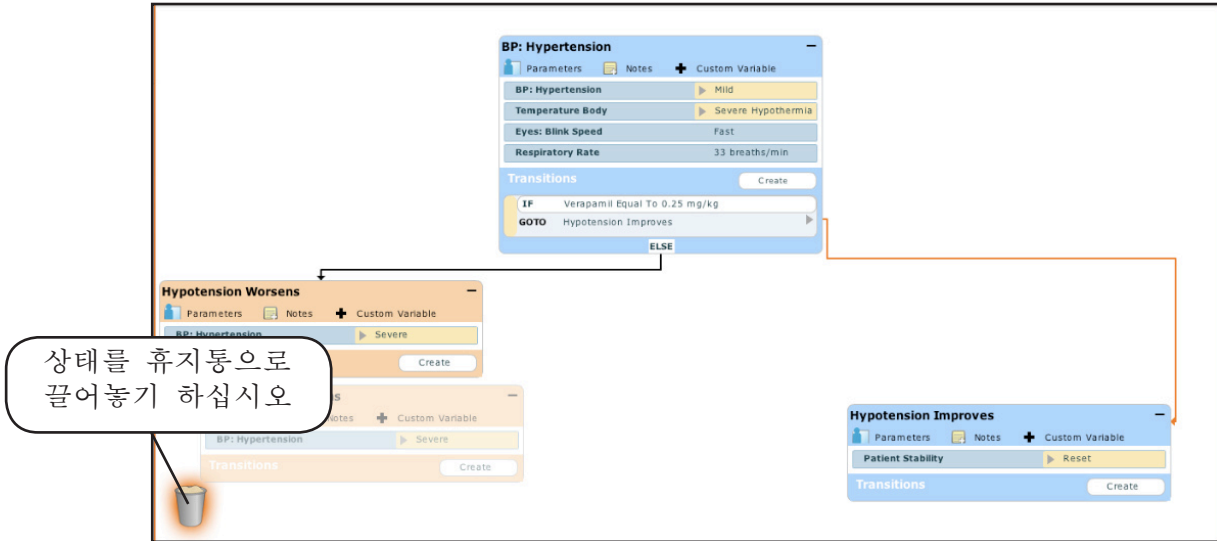 BP: Hypertension
Parameters Notes Custom Variable
BP: Hypertension Mild
Temperature Body Severe Hypothermia
Eyes: Blink Speed Fast
Respiratory Rate 33 breaths/min
Transitions Create
IF Verapamil Equal To 0.25 mg/kg
GOTO Hypotension Improves
ELSE
Hypotension Worsens
Parameters Notes Custom Variable
BP: Hypertension Severe
Create
상태를 휴지통으로
끌어놓기 하십시오
Notes Custom Variable
BP: Hypertension Severe
Transitions Create
Hypotension Improves
Parameters Notes Custom Variable
Patient Stability Reset
Transitions Create